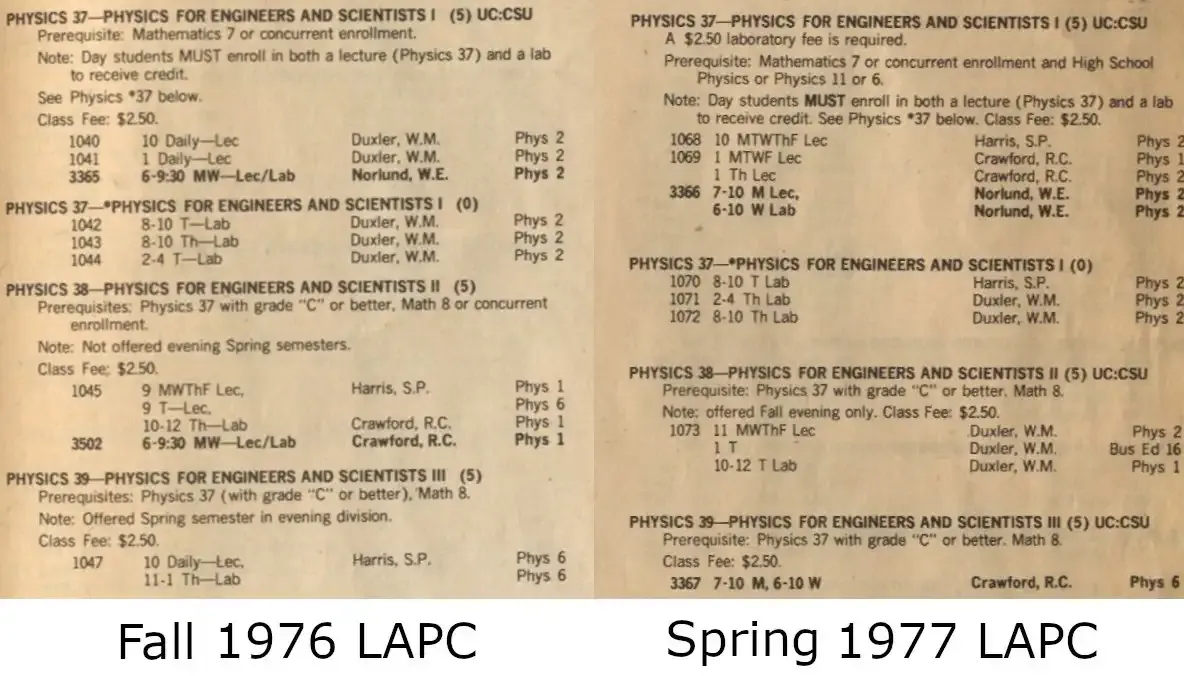 PHYSICS 37—PHYSICS FOR ENGINEERS AND SCIENTISTS I (5) UC:CSU
Prerequisite: Mathematics 7 or concurrent enrollment.
Note: Day students MUST enroll in both a lecture (Physics 37) and a lab
to receive credit.
See Physics *37 below.
Class Fee: $2.50.
1040 10 Daily—Lec Duxler, W.M. Phys 2
1041 1 Daily—Lec Duxler, W.M. Phys 2
3365 6-9:30 MW—Lec/Lab Norlund, W.E. Phys 2
PHYSICS 37—*PHYSICS FOR ENGINEERS AND SCIENTISTS I (0)
1042 8-10 T—Lab Duxler, W.M. Phys 2
1043 8-10 Th—Lab Duxler, W.M. Phys 2
1044 2-4 T—Lab Duxler, W.M. Phys 2
PHYSICS 38—PHYSICS FOR ENGINEERS AND SCIENTISTS II (5)
Prerequisites: Physics 37 with grade "C" or better, Math 8 or concurrent
enrollment.
Note: Not offered evening Spring semesters.
Class Fee: $2.50.
1045 9 MWThF Lec, Harris, S.P. Phys 1
9 T—Lec, Phys 6
10-12 Th—Lab Crawford, R.C. Phys 1
3502 6-9:30 MW—Lec/Lab Crawford, R.C. Phys 1
PHYSICS 39—PHYSICS FOR ENGINEERS AND SCIENTISTS III (5)
Prerequisites: Physics 37 (with grade "C" or better), Math 8.
Note: Offered Spring semester in evening division.
Class Fee: $2.50.
1047 10 Daily—Lec, Harris, S.P. Phys 6
11-1 Th—Lab Phys 6
Fall 1976 LAPC
PHYSICS 37—PHYSICS FOR ENGINEERS AND SCIENTISTS I (5) UC:CSU
A $2.50 laboratory fee is required.
Prerequisite: Mathematics 7 or concurrent enrollment and High School
Physics or Physics 11 or 6.
Note: Day students MUST enroll in both a lecture (Physics 37) and a lab
to receive credit. See Physics *37 below. Class Fee: $2.50.
1068 10 MTWThF Lec Harris, S.P. Phys 2
1069 1 MTWF Lec Crawford, R.C. Phys 1
1 Th Lec Crawford, R.C. Phys 2
3366 7-10 M Lec, Norlund, W.E. Phys 2
6-10 W Lab Norlund, W.E. Phys 2
PHYSICS 37—*PHYSICS FOR ENGINEERS AND SCIENTISTS I (0)
1070 8-10 T Lab Harris, S.P. Phys 2
1071 2-4 Th Lab Duxler, W.M. Phys 2
1072 8-10 Th Lab Duxler, W.M. Phys 2
PHYSICS 38—PHYSICS FOR ENGINEERS AND SCIENTISTS II (5) UC:CSU
Prerequisite: Physics 37 with grade "C" or better. Math 8.
Note: offered Fall evening only. Class Fee: $2.50.
1073 11 MWThF Lec Duxler, W.M. Phys 2
1 T Duxler, W.M. Bus Ed 16
10-12 T Lab Duxler, W.M. Phys 1
PHYSICS 39—PHYSICS FOR ENGINEERS AND SCIENTISTS III (5) UC:CSU
Prerequisite: Physics 37 with grade "C" or better. Math 8.
Class Fee: $2.50.
3367 7-10 M, 6-10 W Crawford, R.C. Phys 6
Spring 1977 LAPC